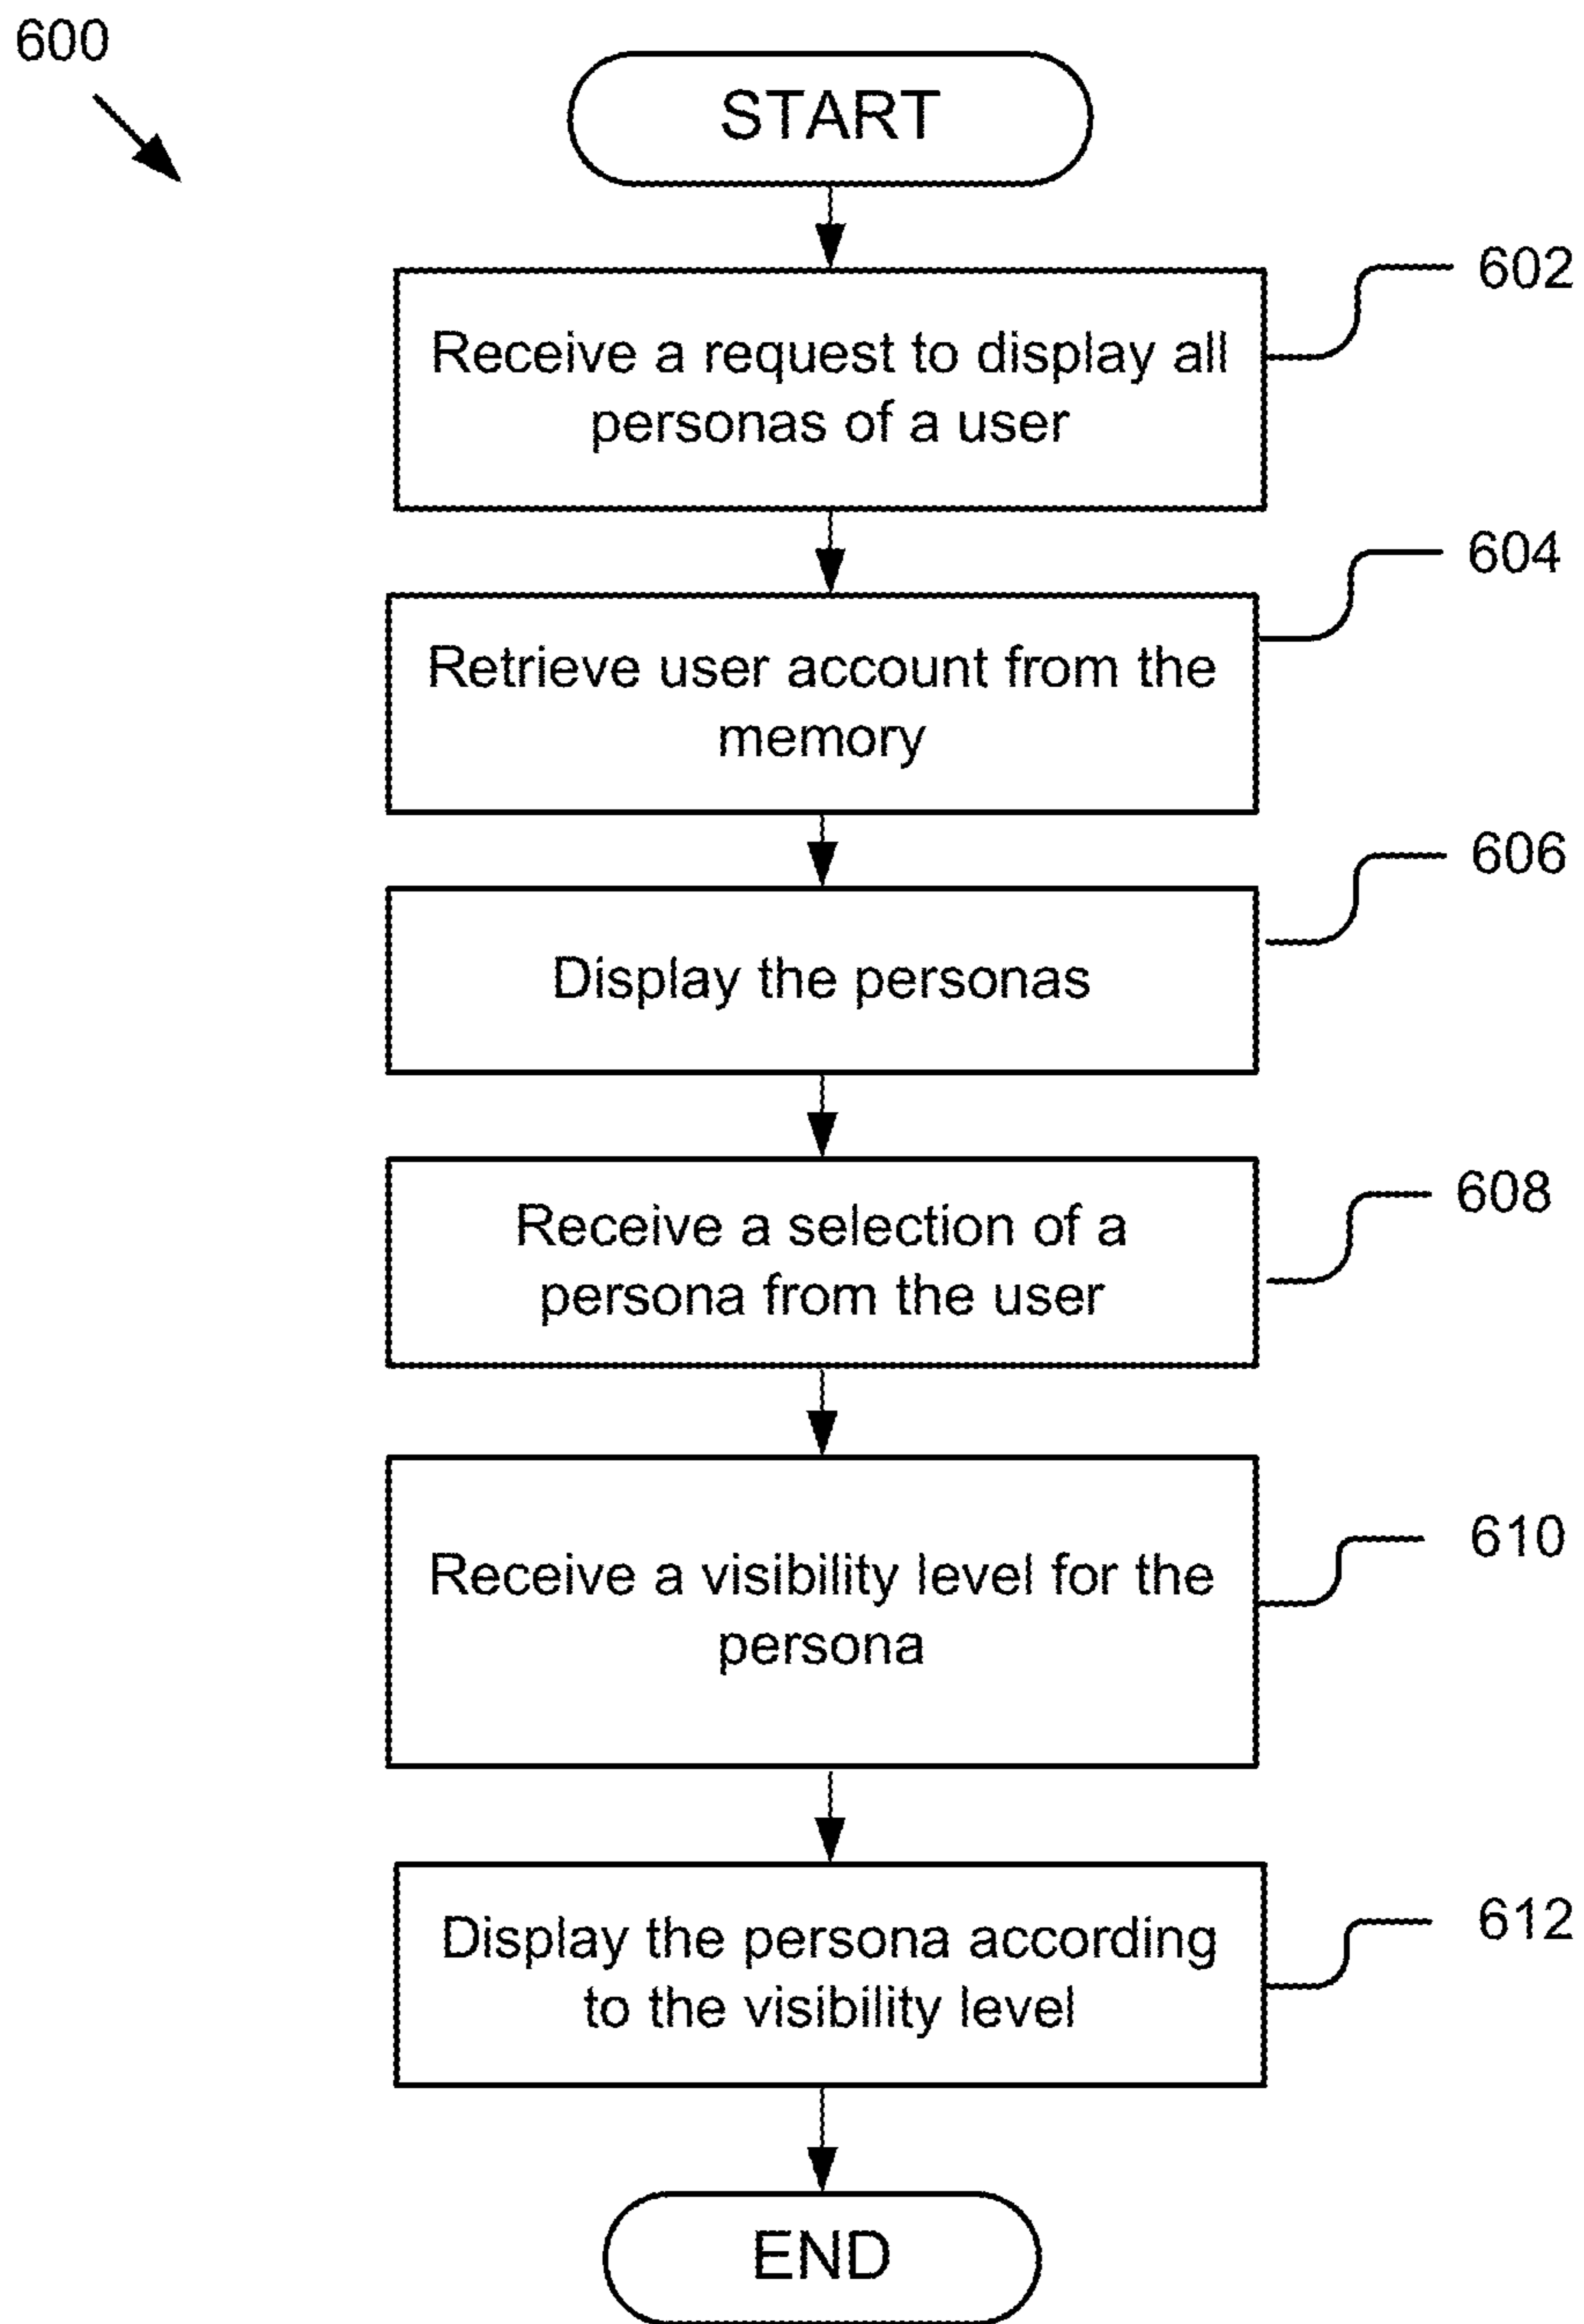 600
START
602
Receive a request to display all
personas of a user
604
Retrieve user account from the
memory
606
Display the personas
608
Receive a selection of a
persona from the user
610
Receive a visibility level for the
persona
612
Display the persona according
to the visibility level
END